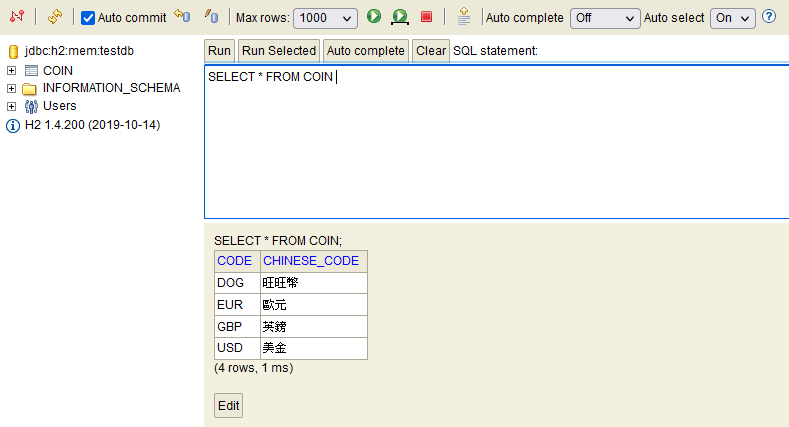 Auto commit Max rows: 1000 Auto complete Off Auto select On
jdbc:h2:mem:testdb
COIN
INFORMATION_SCHEMA
Users
H2 1.4.200 (2019-10-14)
Run Run Selected Auto complete Clear SQL statement:
SELECT * FROM COIN
SELECT * FROM COIN;
CODE CHINESE_CODE
DOG 旺旺幣
EUR 歐元
GBP 英鎊
USD 美金
(4 rows, 1 ms)
Edit